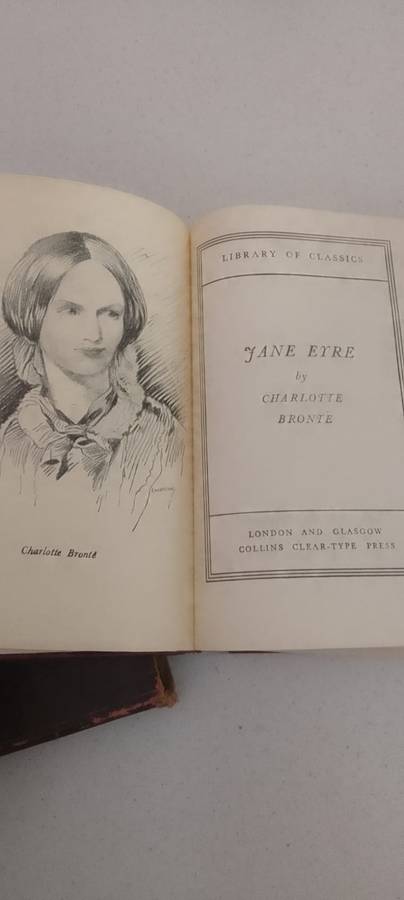 Charlotte Brontë
LIBRARY OF CLASSICS
JANE EYRE
by
CHARLOTTE
BRONTE
LONDON AND GLASGOW
COLLINS CLEAR-TYPE PRESS